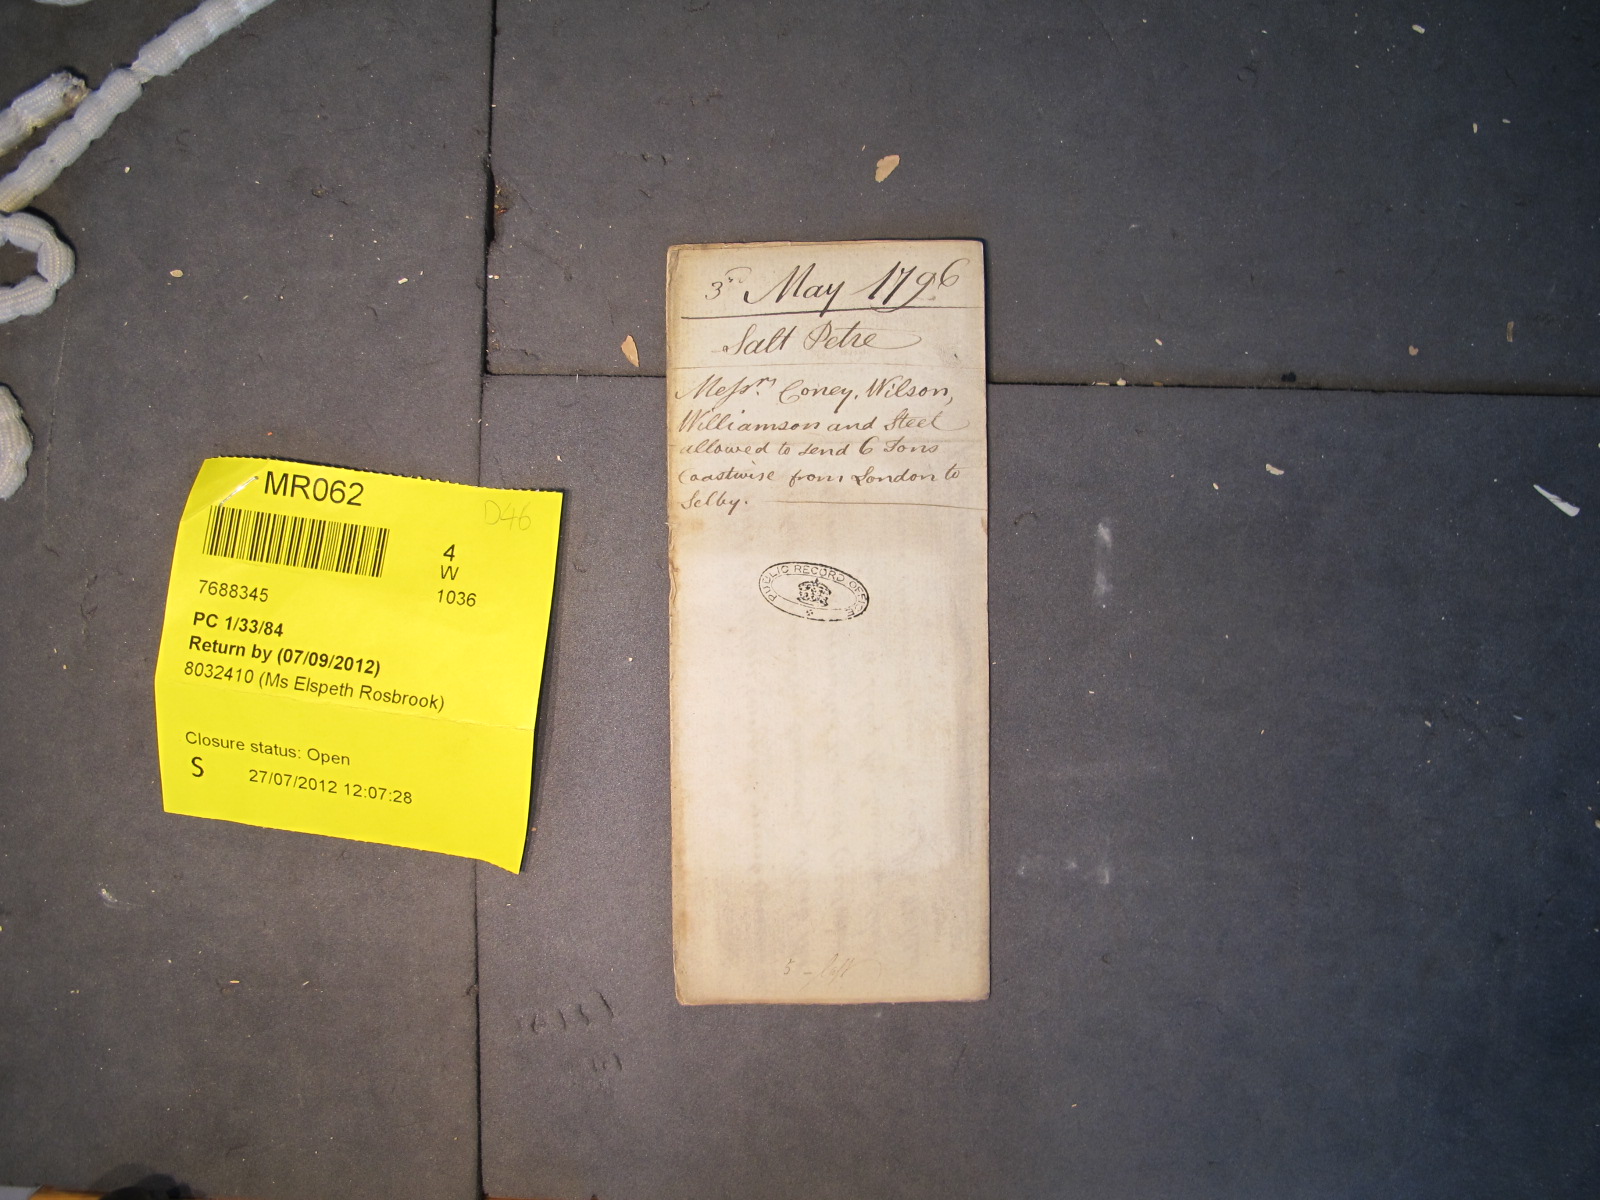 MR062
D46
4
W
7688345
1036
PC 1/33/84
Return by (07/09/2012)
8032410 (Ms Elspeth Rosbrook)
Closure status: Open
S
27/07/2012 12:07:28
3rd May 1796
Salt Petre
Messrs. Coney, Wilson,
Williamson and Steel
allowed to send 6 Tons
Coastwise from London to
Selby.
PUBLIC RECORD OFFICE
5 –